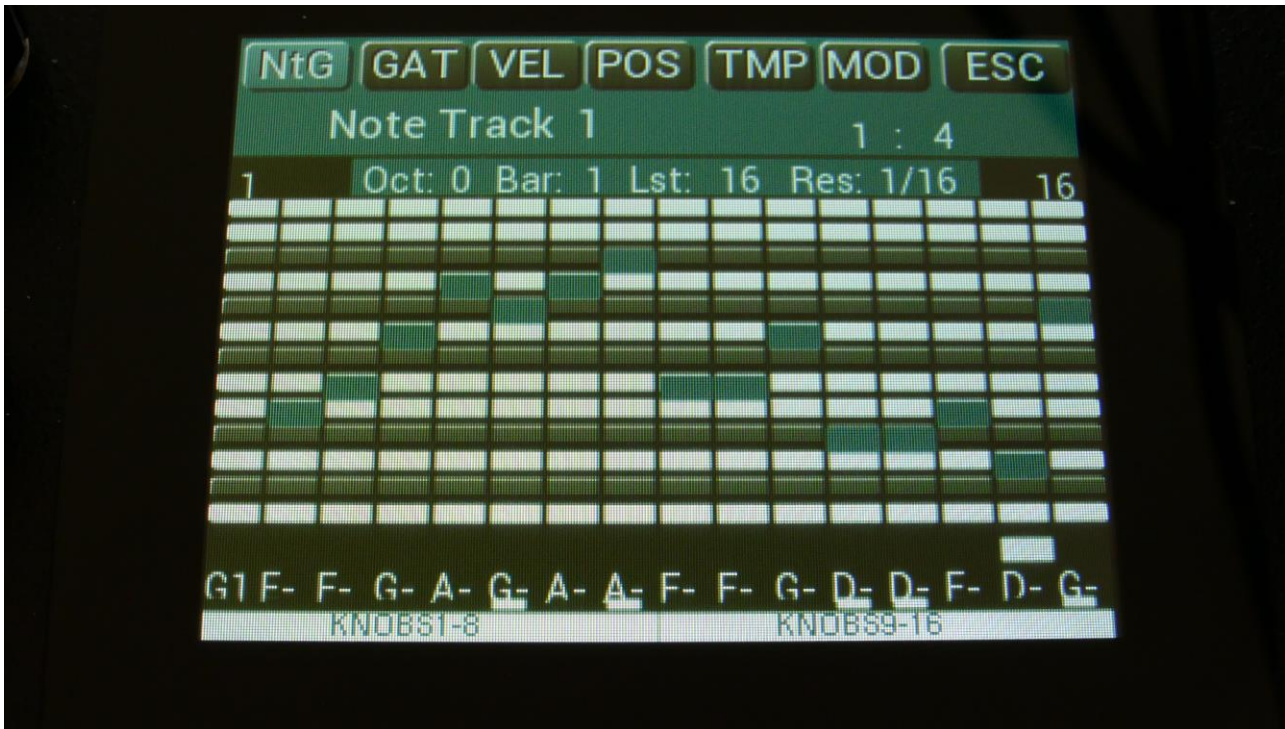 NtG GAT VEL POS TMP MOD ESC
Note Track 1 1 : 4
1 Oct: 0 Bar: 1 Lst: 16 Res: 1/16 16
G1 F- F- G- A- G- A- A- F- F- G- D- D- F- D- G-
KNOBS1-8 KNOBS9-16